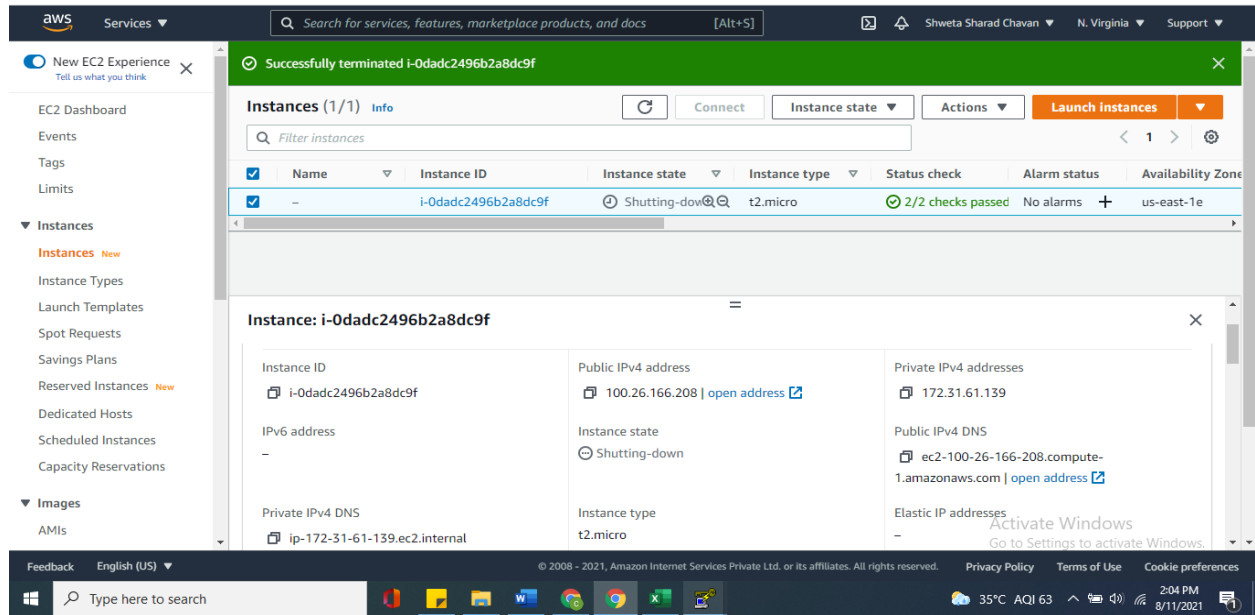 aws Services ▼ Search for services, features, marketplace products, and docs [Alt+S] Shweta Sharad Chavan ▼ N. Virginia ▼ Support ▼
New EC2 Experience
Tell us what you think
EC2 Dashboard
Events
Tags
Limits
Instances
Instances New
Instance Types
Launch Templates
Spot Requests
Savings Plans
Reserved Instances New
Dedicated Hosts
Scheduled Instances
Capacity Reservations
Images
AMIs
Successfully terminated i-0dadc2496b2a8dc9f
Instances (1/1) Info Connect Instance state ▼ Actions ▼ Launch instances ▼
Filter instances < 1 >
Name Instance ID Instance state Instance type Status check Alarm status Availability Zone
– i-0dadc2496b2a8dc9f Shutting-dow t2.micro 2/2 checks passed No alarms + us-east-1e
Instance: i-0dadc2496b2a8dc9f
Instance ID Public IPv4 address Private IPv4 addresses
i-0dadc2496b2a8dc9f 100.26.166.208 | open address 172.31.61.139
IPv6 address Instance state Public IPv4 DNS
– Shutting-down ec2-100-26-166-208.compute-
1.amazonaws.com | open address
Private IPv4 DNS Instance type Elastic IP addresses
ip-172-31-61-139.ec2.internal t2.micro –
Activate Windows
Go to Settings to activate Windows.
Feedback English (US) ▼ © 2008 - 2021, Amazon Internet Services Private Ltd. or its affiliates. All rights reserved. Privacy Policy Terms of Use Cookie preferences
Type here to search 35°C AQI 63 2:04 PM
8/11/2021